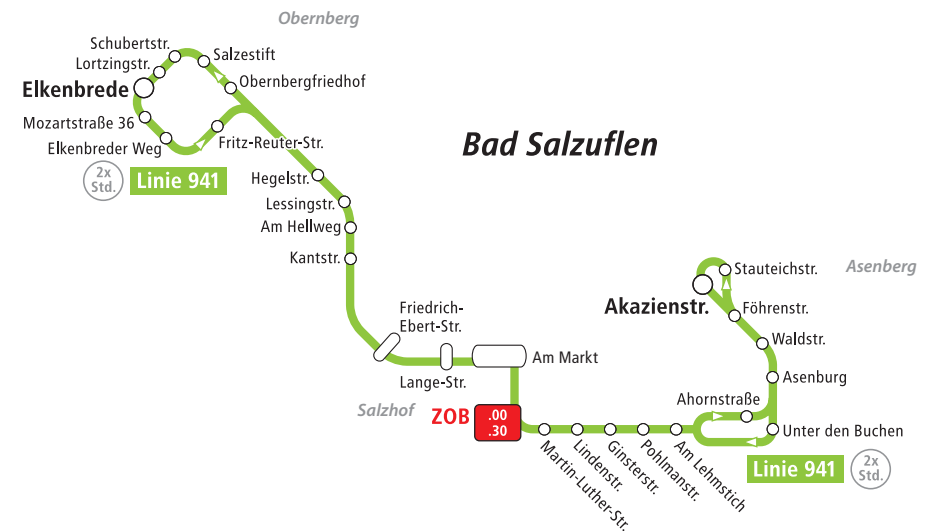 Obernberg
Schubertstr.
Lortzingstr.
Salzestift
Obernbergfriedhof
Elkenbrede
Mozartstraße 36
Elkenbreder Weg
Fritz-Reuter-Str.
2x
Std.
Linie 941
Bad Salzuflen
Hegelstr.
Lessingstr.
Am Hellweg
Kantstr.
Friedrich-
Ebert-Str.
Lange-Str.
Am Markt
Salzhof
ZOB
.00
.30
Martin-Luther-Str.
Lindenstr.
Ginsterstr.
Pohlmanstr.
Am Lehmstich
Ahornstraße
Unter den Buchen
Asenburg
Waldstr.
Föhrenstr.
Stauteichstr.
Akazienstr.
Asenberg
Linie 941
2x
Std.